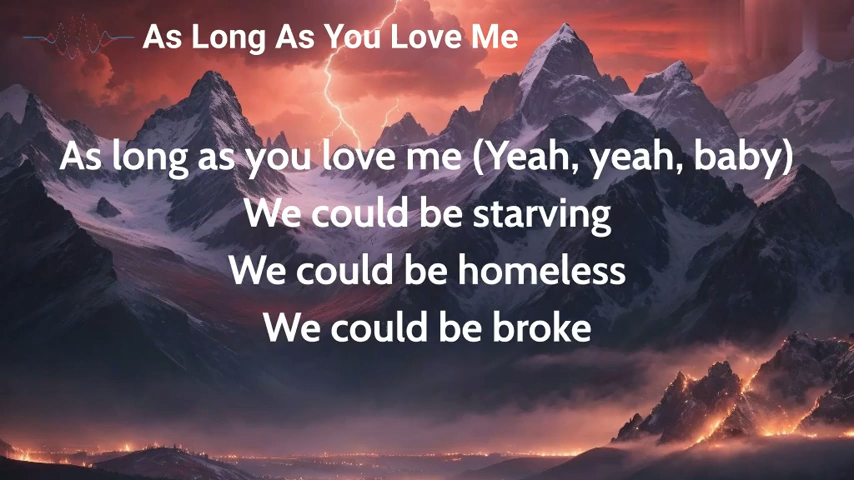 As Long As You Love Me
As long as you love me (Yeah, yeah, baby)
We could be starving
We could be homeless
We could be broke